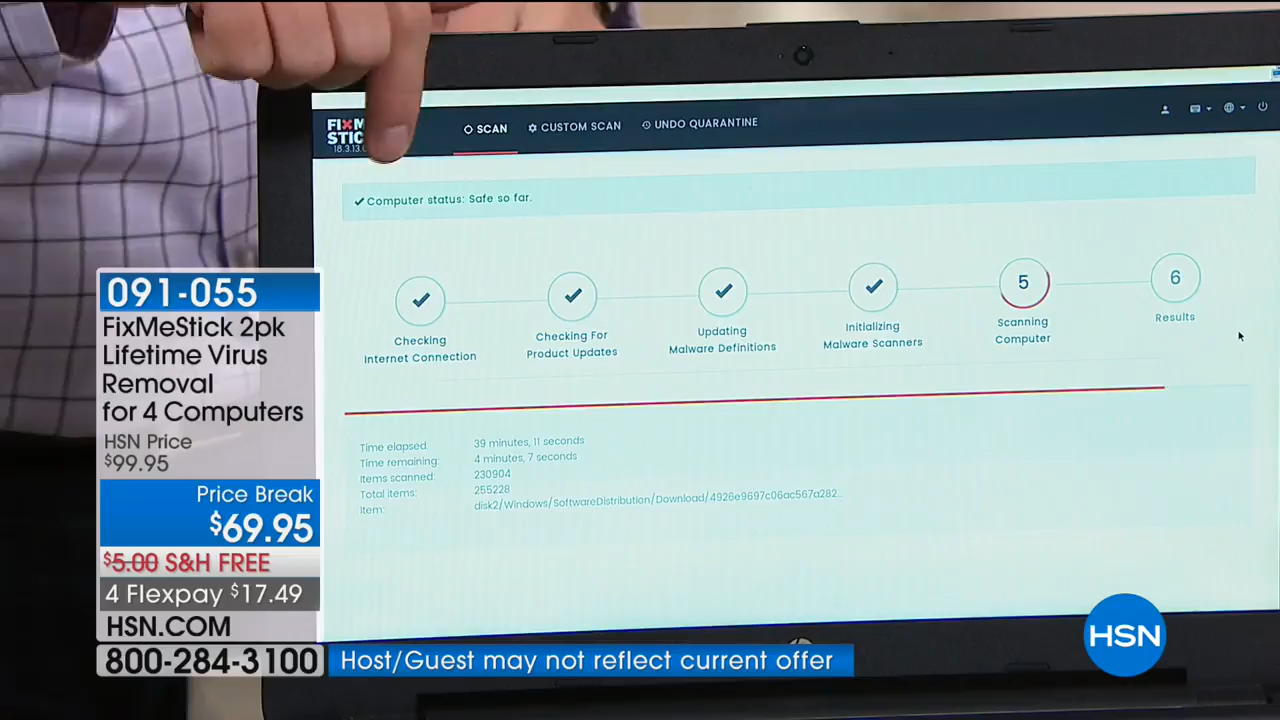 FIXM
STIC
18.3.13.
SCAN
CUSTOM SCAN
UNDO QUARANTINE
Computer status: Safe so far.
5
6
Checking
Internet Connection
Checking For
Product Updates
Updating
Malware Definitions
Initializing
Malware Scanners
Scanning
Computer
Results
Time elapsed: 39 minutes, 11 seconds
Time remaining: 4 minutes, 7 seconds
Items scanned: 230904
Total items: 255228
Item: disk2/Windows/SoftwareDistribution/Download/4926e9697c06ac567a282...
091-055
FixMeStick 2pk
Lifetime Virus
Removal
for 4 Computers
HSN Price
$99.95
Price Break
$69.95
$5.00 S&H FREE
4 Flexpay $17.49
HSN.COM
800-284-3100
Host/Guest may not reflect current offer
HSN